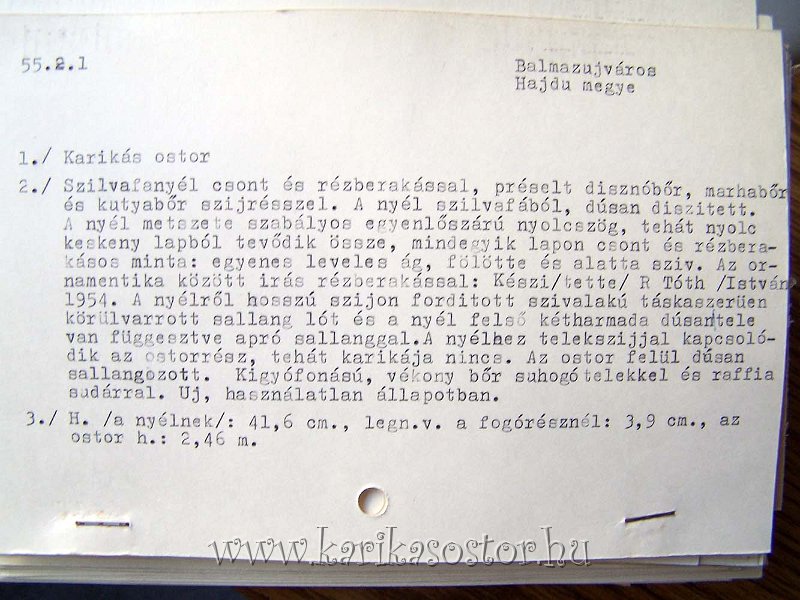 55.2.1
Balmazujváros
Hajdu megye
1./ Karikás ostor
2./ Szilvafanyél csont és rézberakással, préselt disznóbőr, marhabőr
és kutyabőr szijrésszel. A nyél szilvafából, dúsan diszitett.
A nyél metszete szabályos egyenlőszárú nyolcszög, tehát nyolc
keskeny lapból tevődik össze, mindegyik lapon csont és rézbera-
kásos minta: egyenes leveles ág, fölötte és alatta sziv. Az or-
namentika között irás rézberakással: Készi/tette/ R Tóth /István
1954. A nyélről hosszú szijon forditott szivalakú táskaszerüen
körülvarrott sallang lót és a nyél felső kétharmada dúsantele
van függesztve apró sallanggal.A nyélhez telekszijjal kapcsoló-
dik az ostorrész, tehát karikája nincs. Az ostor felül dúsan
sallangozott. Kigyófonású, vékony bőr suhogótelekkel és raffia
sudárral. Uj, használatlan állapotban.
3./ H. /a nyélnek/: 41,6 cm., legn.v. a fogórésznél: 3,9 cm., az
ostor h.: 2,46 m.
www.karikasostor.hu